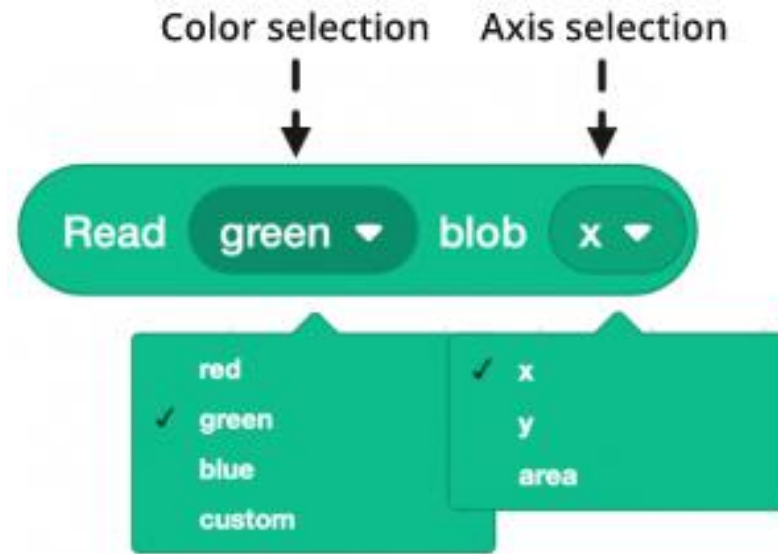 Color selection Axis selection
Read green blob x
red
green
blue
custom
x
y
area